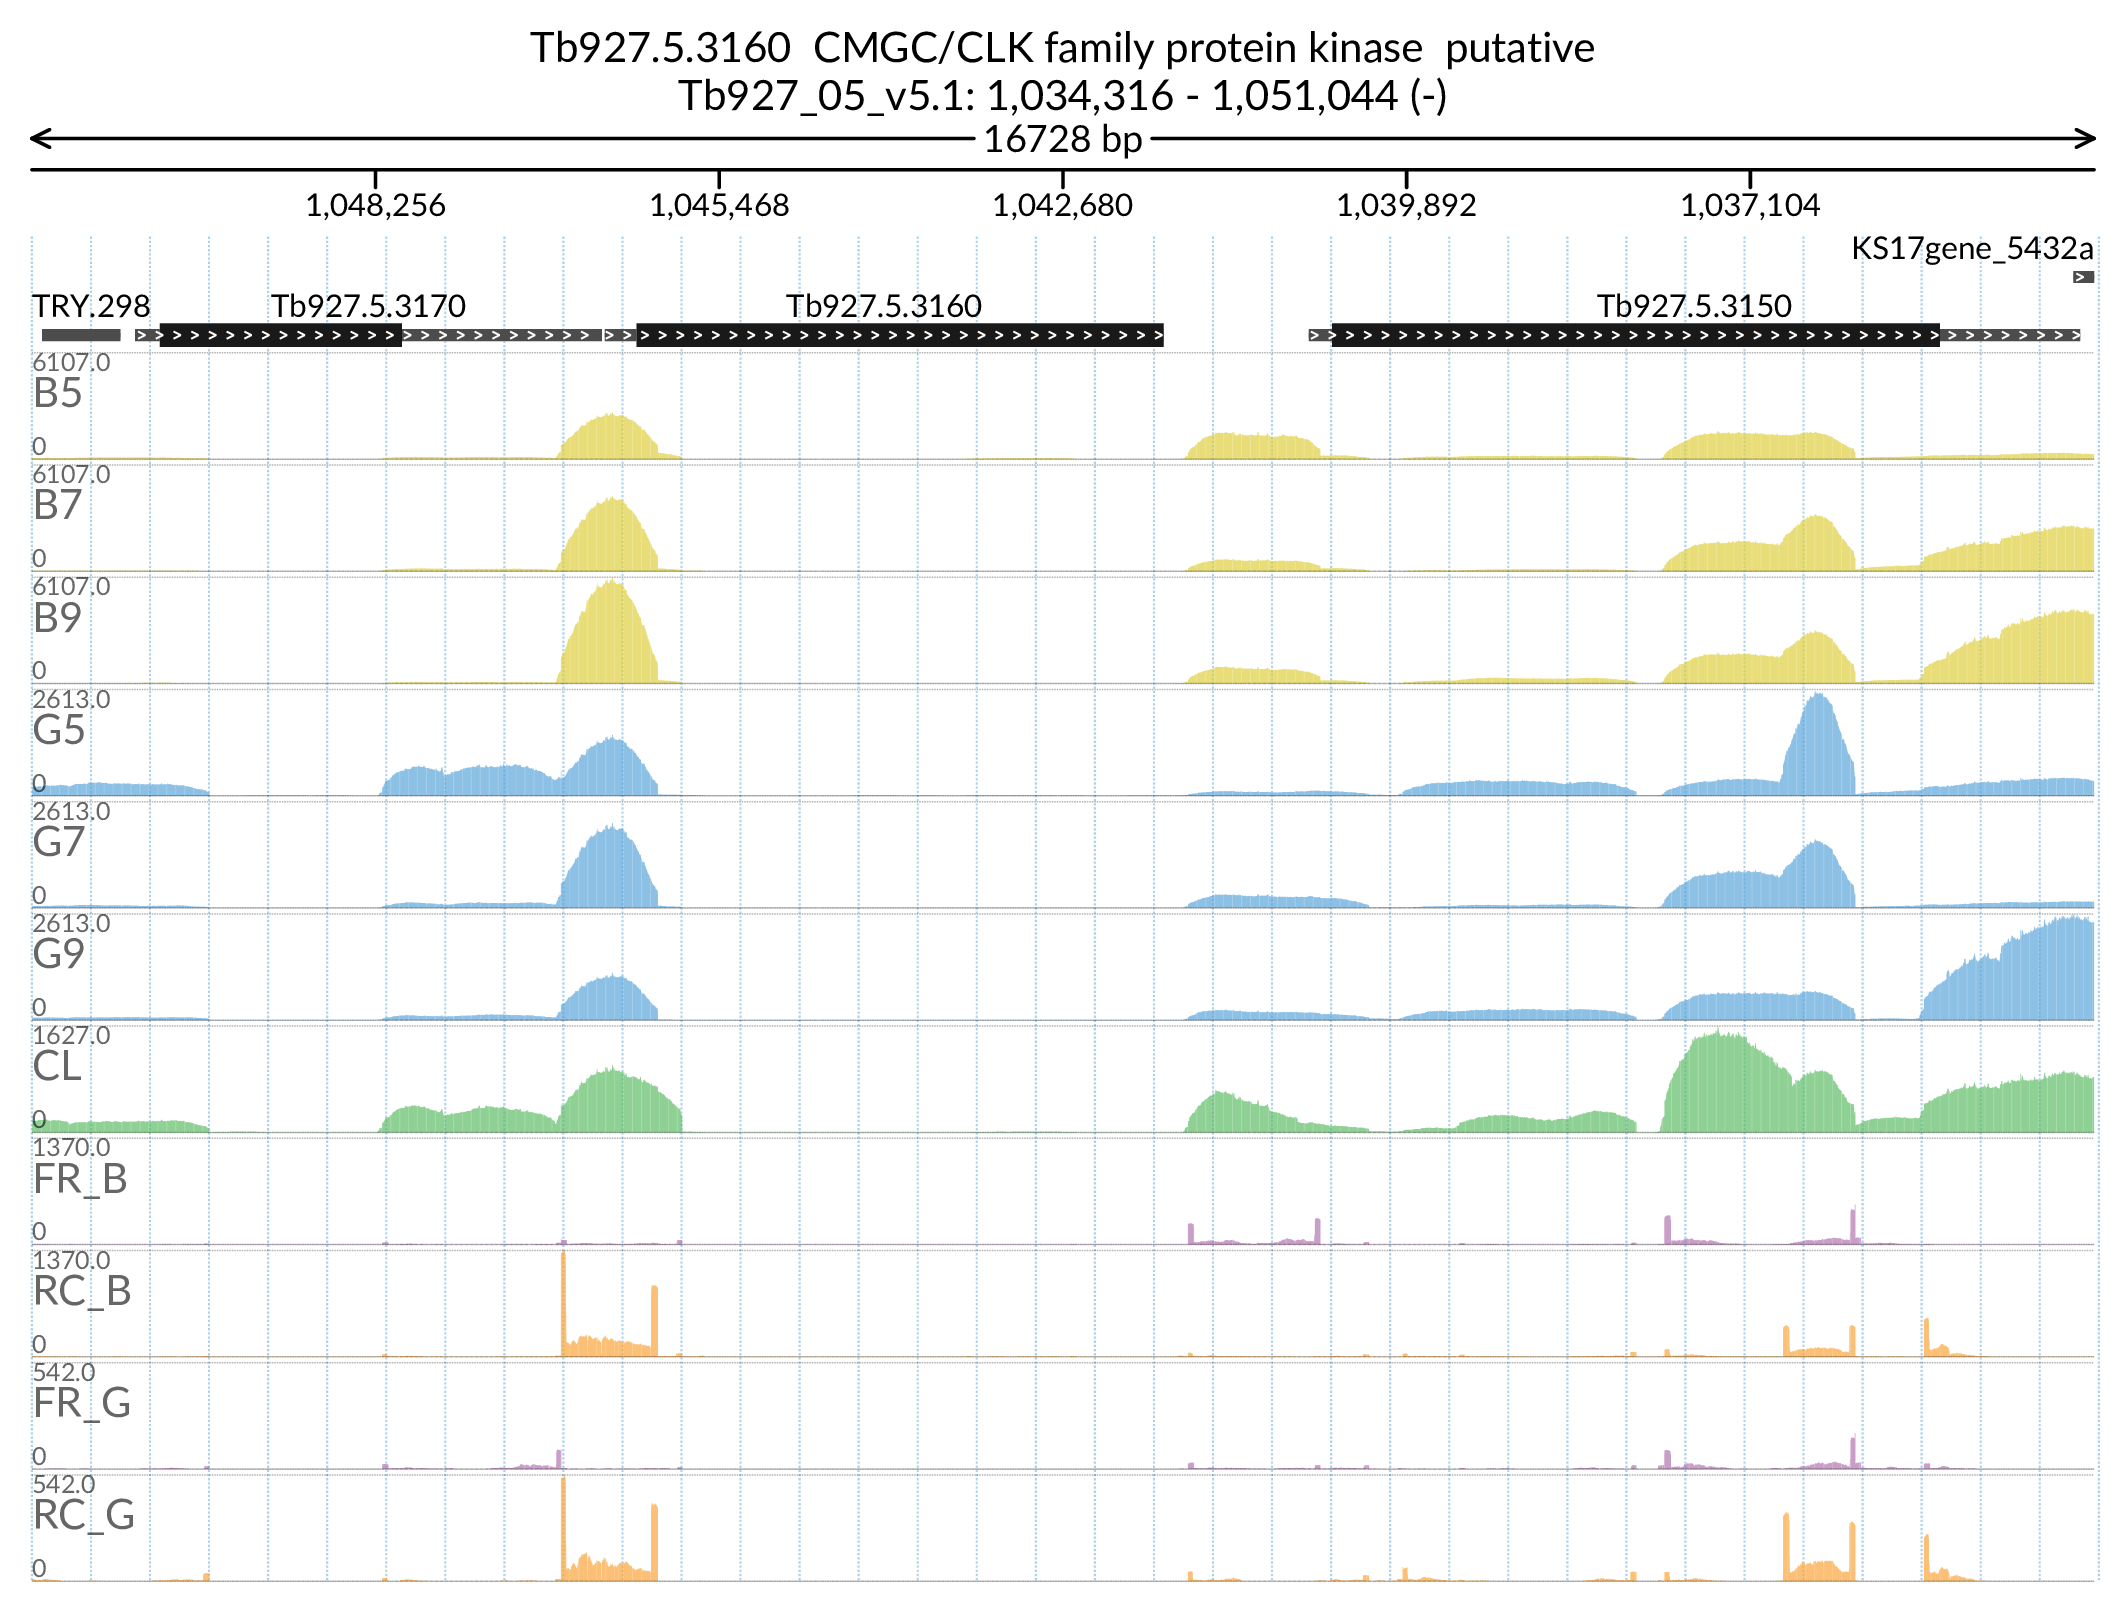 Tb927.5.3160  CMGC/CLK family protein kinase  putative
Tb927_05_v5.1: 1,034,316 - 1,051,044 (-)
16728 bp
1,048,256 1,045,468 1,042,680 1,039,892 1,037,104
KS17gene_5432a
TRY.298 Tb927.5.3170 Tb927.5.3160 Tb927.5.3150
6107.0
B5
0
6107.0
B7
0
6107.0
B9
0
2613.0
G5
0
2613.0
G7
0
2613.0
G9
0
1627.0
CL
0
1370.0
FR_B
0
1370.0
RC_B
0
542.0
FR_G
0
542.0
RC_G
0